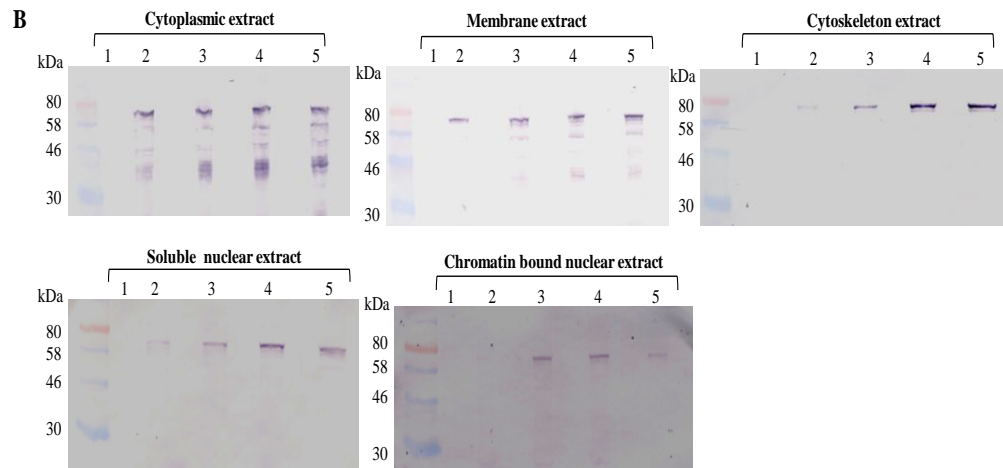 B
Cytoplasmic extract
1 2 3 4 5
kDa
80
58
46
30
Membrane extract
1 2 3 4 5
kDa
80
58
46
30
Cytoskeleton extract
1 2 3 4 5
kDa
80
58
46
30
Soluble nuclear extract
1 2 3 4 5
kDa
80
58
46
30
Chromatin bound nuclear extract
1 2 3 4 5
kDa
80
58
46
30